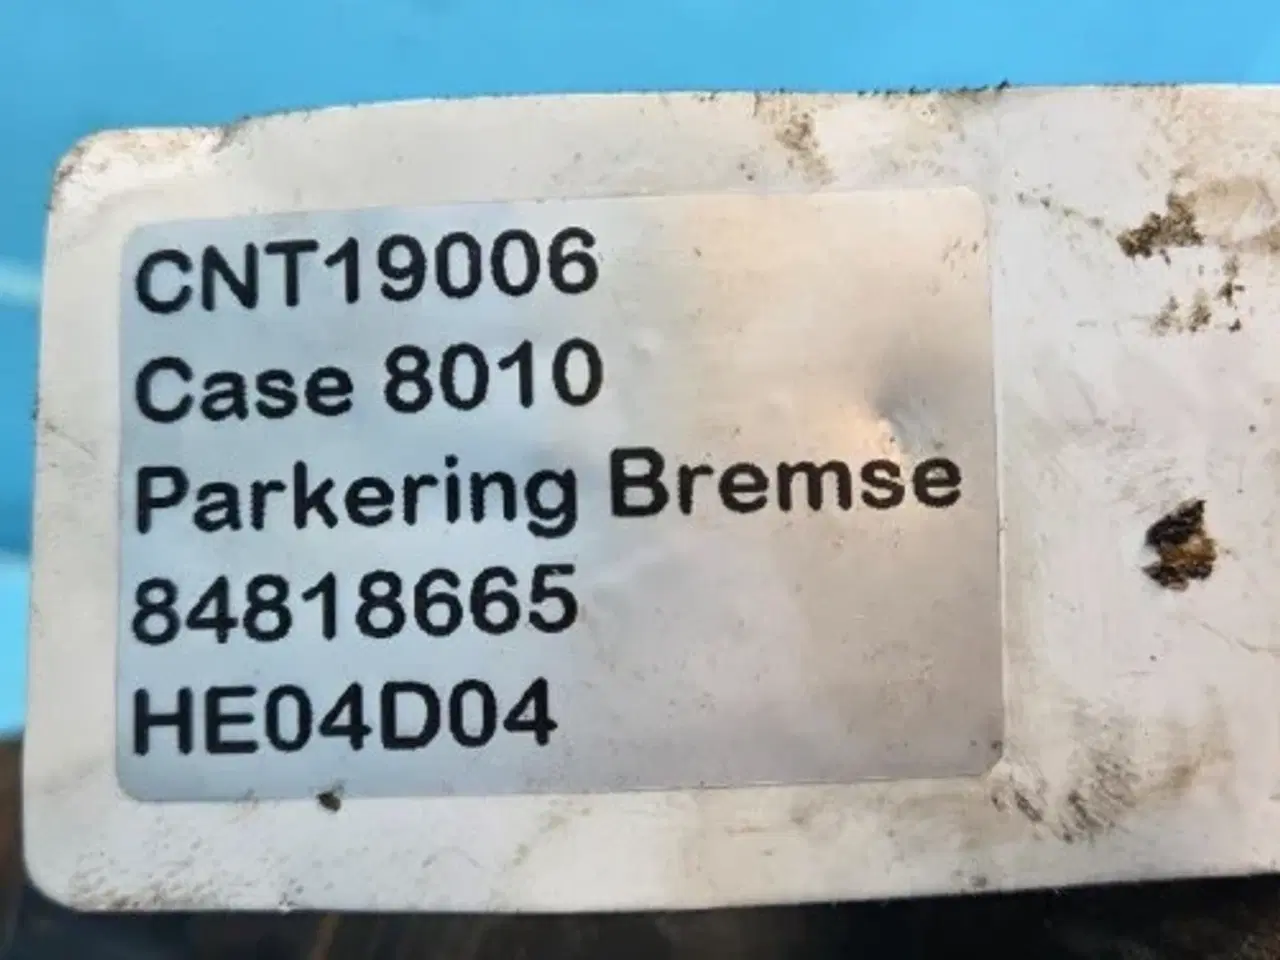 CNT19006
Case 8010
Parkering Bremse
84818665
HE04D04